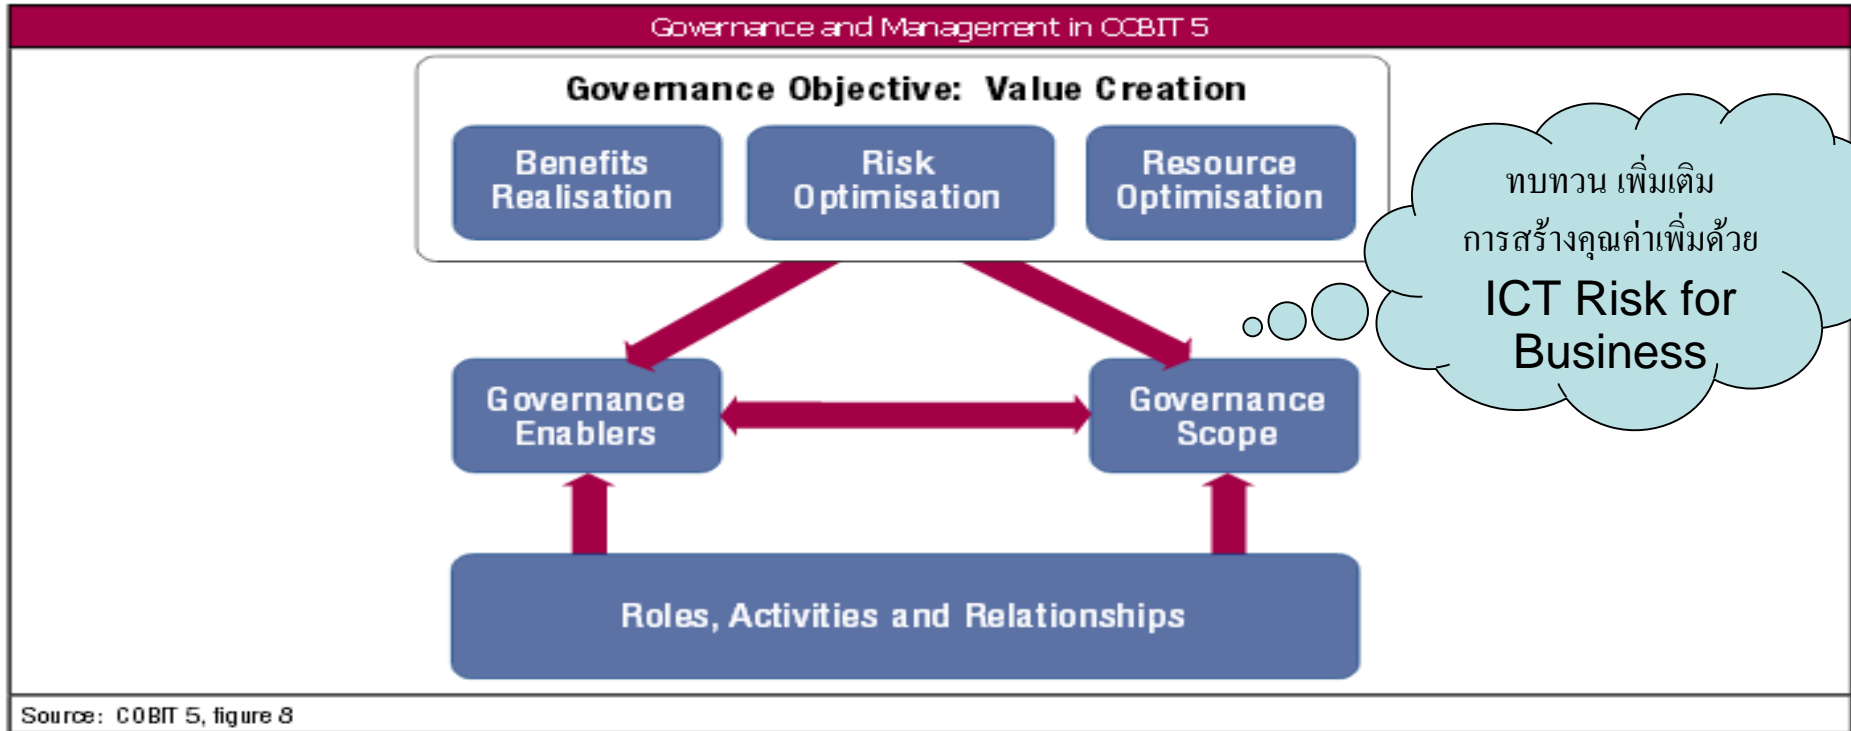 Governance and Management in COBIT 5
Governance Objective: Value Creation
Benefits
Realisation
Risk
Optimisation
Resource
Optimisation
ทบทวน เพิ่มเติม
การสร้างคุณค่าเพิ่มด้วย
ICT Risk for
Business
Governance
Enablers
Governance
Scope
Roles, Activities and Relationships
Source: COBIT 5, figure 8